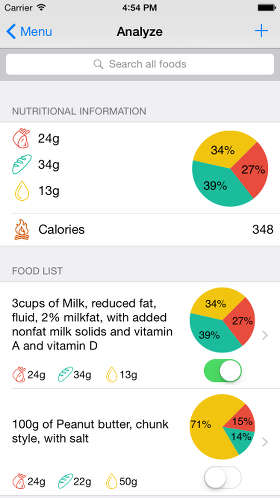 Carrier 4:54 PM
Menu Analyze +
Search all foods
NUTRITIONAL INFORMATION
24g
34g
13g
34%
27%
39%
Calories 348
FOOD LIST
3cups of Milk, reduced fat,
fluid, 2% milkfat, with added
nonfat milk solids and vitamin
A and vitamin D
34%
27%
39%
24g 34g 13g
100g of Peanut butter, chunk
style, with salt
71%
15%
14%
24g 22g 50g